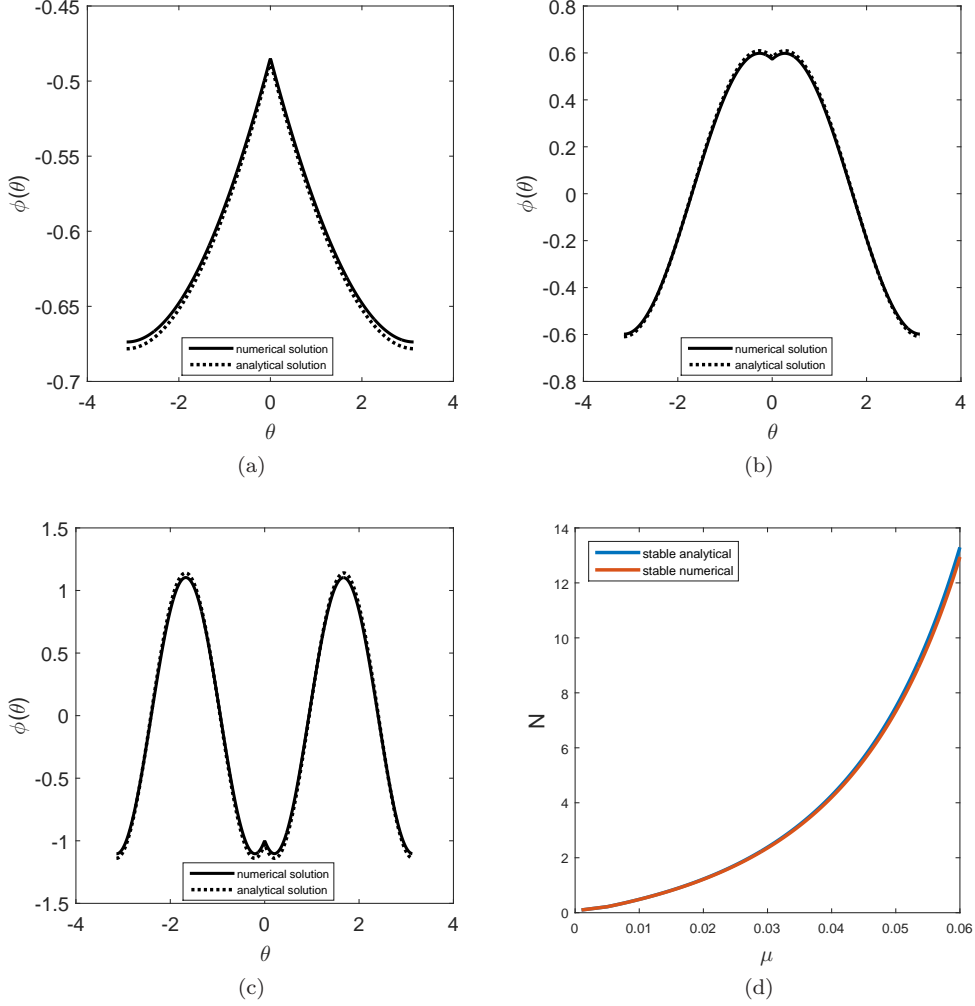 -0.45
-0.5
-0.55
-0.6
-0.65
-0.7
ϕ(θ)
numerical solution
analytical solution
-4 -2 0 2 4
θ
(a)
0.8
0.6
0.4
0.2
0
-0.2
-0.4
-0.6
-0.8
ϕ(θ)
numerical solution
analytical solution
-4 -2 0 2 4
θ
(b)
1.5
1
0.5
0
-0.5
-1
-1.5
ϕ(θ)
numerical solution
analytical solution
-4 -2 0 2 4
θ
(c)
14
12
10
8
6
4
2
0
N
stable analytical
stable numerical
0 0.01 0.02 0.03 0.04 0.05 0.06
μ
(d)